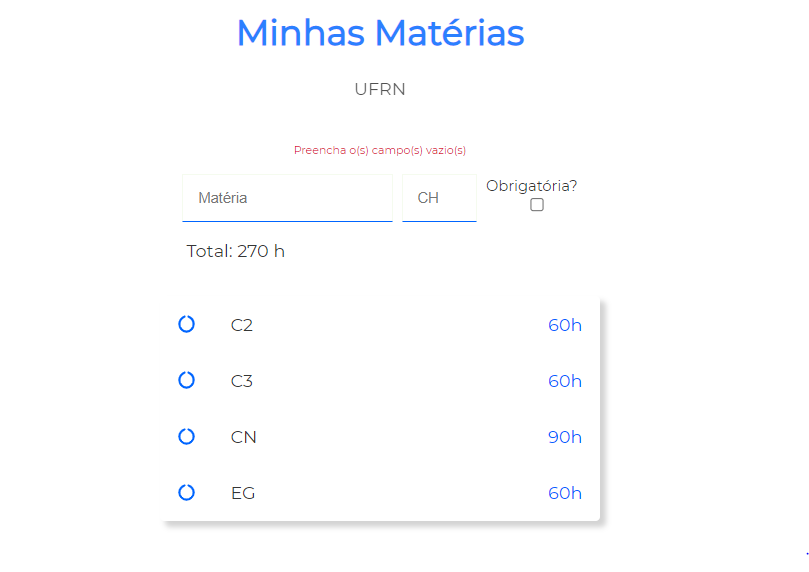 Minhas Matérias
UFRN
Preencha o(s) campo(s) vazio(s)
Matéria CH Obrigatória?
Total: 270 h
C2 60h
C3 60h
CN 90h
EG 60h
.